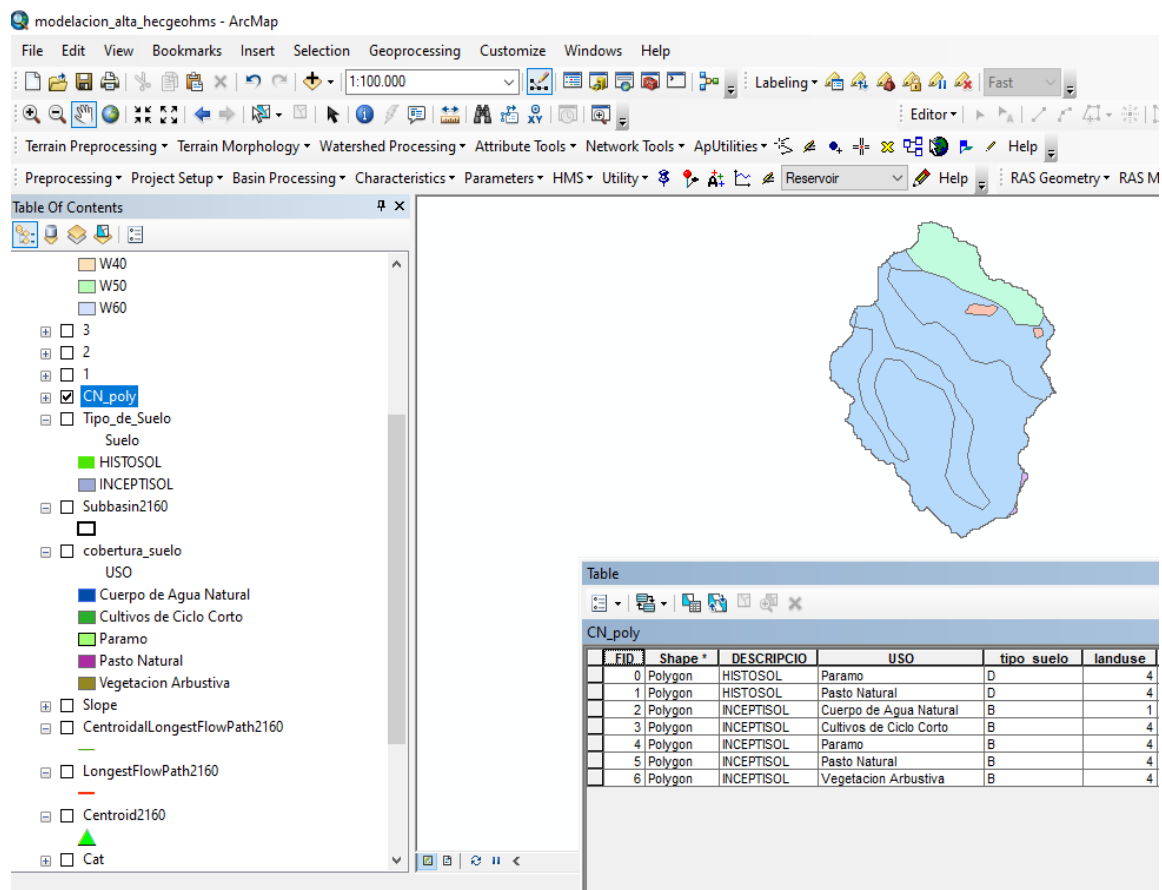 modelacion_alta_hecgeohms - ArcMap
File Edit View Bookmarks Insert Selection Geoprocessing Customize Windows Help
1:100.000 Labeling Fast
XY Editor
Terrain Preprocessing Terrain Morphology Watershed Processing Attribute Tools Network Tools ApUtilities Help
Preprocessing Project Setup Basin Processing Characteristics Parameters HMS Utility Reservoir Help RAS Geometry RAS M
Table Of Contents
W40
W50
W60
3
2
1
CN_poly
Tipo_de_Suelo
Suelo
HISTOSOL
INCEPTISOL
Subbasin2160
cobertura_suelo
USO
Cuerpo de Agua Natural
Cultivos de Ciclo Corto
Paramo
Pasto Natural
Vegetacion Arbustiva
Slope
CentroidalLongestFlowPath2160
LongestFlowPath2160
Centroid2160
Cat
Table
CN_poly
FID Shape * DESCRIPCIO USO tipo_suelo landuse
0 Polygon HISTOSOL Paramo D 4
1 Polygon HISTOSOL Pasto Natural D 4
2 Polygon INCEPTISOL Cuerpo de Agua Natural B 1
3 Polygon INCEPTISOL Cultivos de Ciclo Corto B 4
4 Polygon INCEPTISOL Paramo B 4
5 Polygon INCEPTISOL Pasto Natural B 4
6 Polygon INCEPTISOL Vegetacion Arbustiva B 4